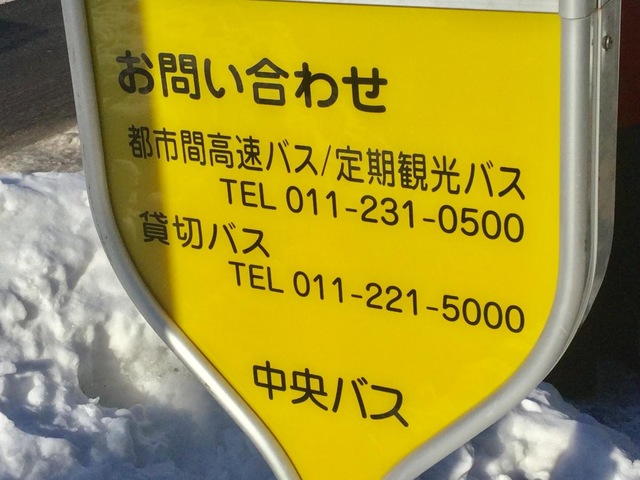 お問い合わせ
都市間高速バス/定期観光バス
TEL 011-231-0500
貸切バス
TEL 011-221-5000
中央バス